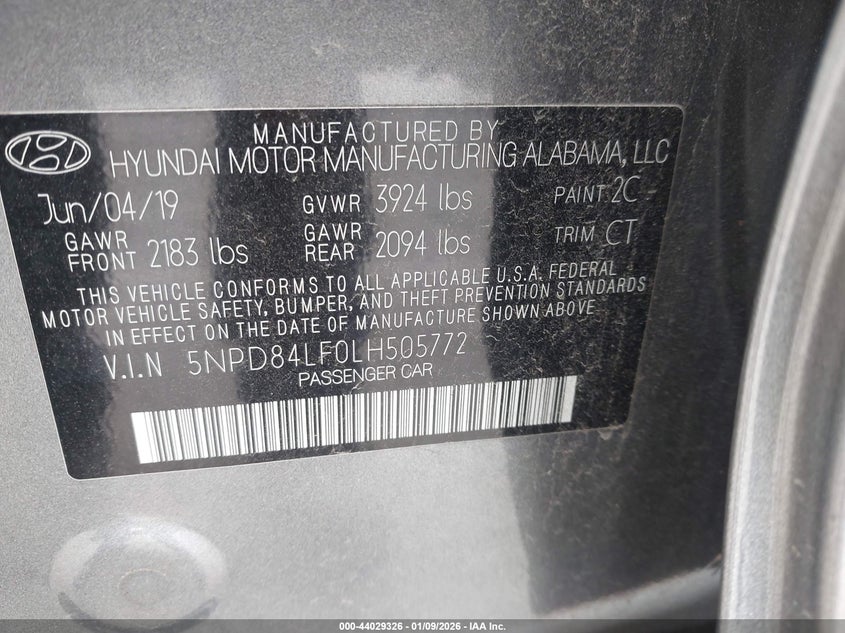 MANUFACTURED BY
HYUNDAI MOTOR MANUFACTURING ALABAMA, LLC
Jun/04/19 GVWR 3924 lbs PAINT 2C
GAWR FRONT 2183 lbs GAWR REAR 2094 lbs TRIM CT
THIS VEHICLE CONFORMS TO ALL APPLICABLE U.S.A. FEDERAL
MOTOR VEHICLE SAFETY, BUMPER, AND THEFT PREVENTION STANDARDS
IN EFFECT ON THE DATE OF MANUFACTURE SHOWN ABOVE.
V.I.N 5NPD84LF0LH505772
PASSENGER CAR
000-44029326 - 01/09/2026 - IAA Inc.